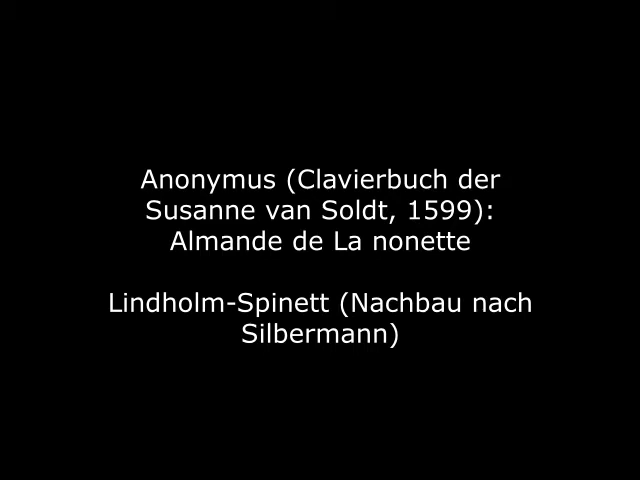 Anonymus (Clavierbuch der
Susanne van Soldt, 1599):
Almande de La nonette
Lindholm-Spinett (Nachbau nach
Silbermann)